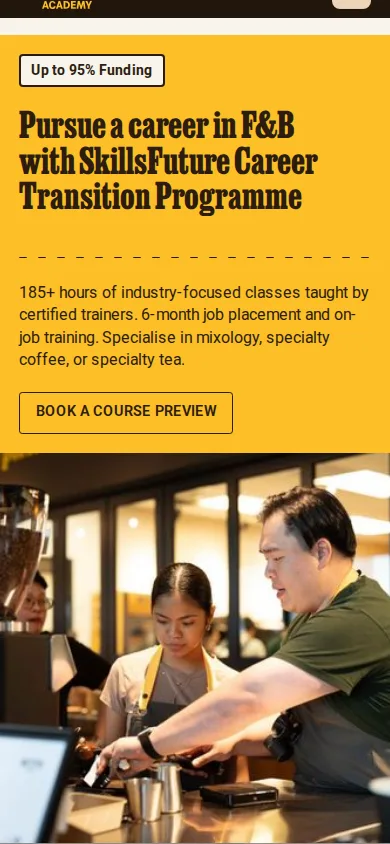 ACADEMY
Up to 95% Funding
Pursue a career in F&B
with SkillsFuture Career
Transition Programme
185+ hours of industry-focused classes taught by
certified trainers. 6-month job placement and on-
job training. Specialise in mixology, specialty
coffee, or specialty tea.
BOOK A COURSE PREVIEW